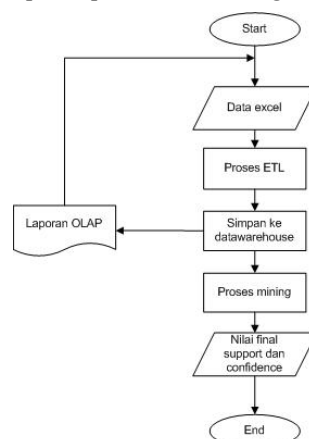 Start
Data excel
Proses ETL
Laporan OLAP
Simpan ke
datawarehouse
Proses mining
Nilai final
support dan
confidence
End